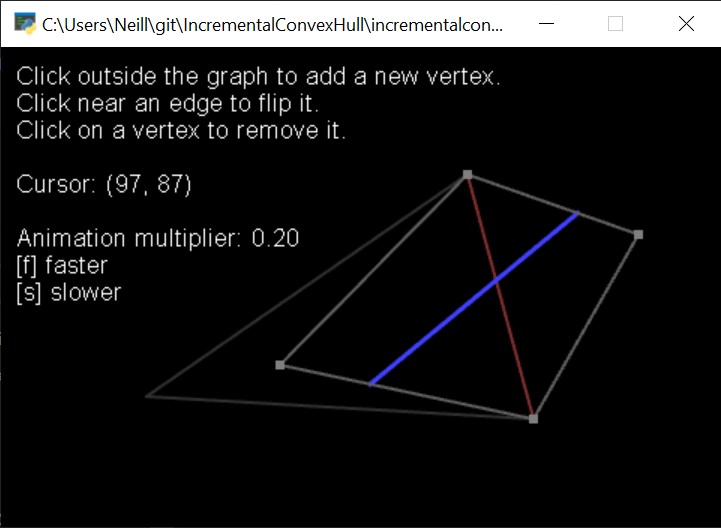 C:\Users\Neill\git\IncrementalConvexHull\incrementalcon...
Click outside the graph to add a new vertex.
Click near an edge to flip it.
Click on a vertex to remove it.
Cursor: (97, 87)
Animation multiplier: 0.20
[f] faster
[s] slower